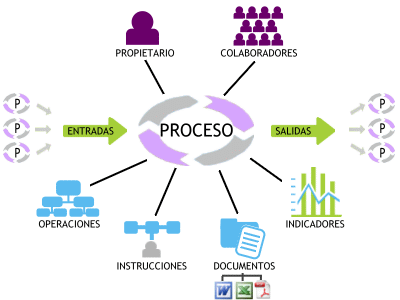 PROPIETARIO
COLABORADORES
P
P
P
ENTRADAS
PROCESO
SALIDAS
P
P
P
OPERACIONES
INSTRUCCIONES
DOCUMENTOS
INDICADORES
W
X